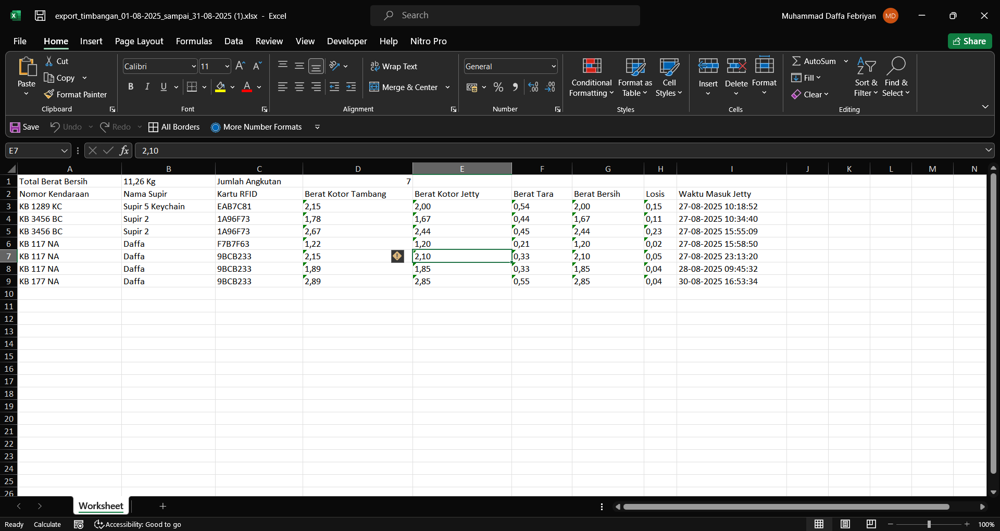 export_timbangan_01-08-2025_sampai_31-08-2025 (1).xlsx - Excel
Search
Muhammad Daffa Febriyan MD
File Home Insert Page Layout Formulas Data Review View Developer Help Nitro Pro Share
Paste
Cut
Copy
Format Painter
Clipboard
Calibri 11
B I U
Font
Wrap Text
Merge & Center
Alignment
General
Number
Conditional Formatting
Format as Table
Cell Styles
Styles
Insert Delete Format
Cells
AutoSum
Fill
Clear
Sort & Filter
Find & Select
Editing
Save Undo Redo All Borders More Number Formats
E7 fx 2,10
A B C D E F G H I J K L M N
1 Total Berat Bersih 11,26 Kg Jumlah Angkutan 7
2 Nomor Kendaraan Nama Supir Kartu RFID Berat Kotor Tambang Berat Kotor Jetty Berat Tara Berat Bersih Losis Waktu Masuk Jetty
3 KB 1289 KC Supir 5 Keychain EAB7C81 2,15 2,00 0,54 2,00 0,15 27-08-2025 10:18:52
4 KB 3456 BC Supir 2 1A96F73 1,78 1,67 0,44 1,67 0,11 27-08-2025 10:34:40
5 KB 3456 BC Supir 2 1A96F73 2,67 2,44 0,45 2,44 0,23 27-08-2025 15:55:09
6 KB 117 NA Daffa F7B7F63 1,22 1,20 0,21 1,20 0,02 27-08-2025 15:58:50
7 KB 117 NA Daffa 9BCB233 2,15 2,10 0,33 2,10 0,05 27-08-2025 23:13:20
8 KB 117 NA Daffa 9BCB233 1,89 1,85 0,33 1,85 0,04 28-08-2025 09:45:32
9 KB 177 NA Daffa 9BCB233 2,89 2,85 0,55 2,85 0,04 30-08-2025 16:53:34
10
11
12
13
14
15
16
17
18
19
20
21
22
23
24
25
26
Worksheet
Ready Calculate Accessibility: Good to go 100%